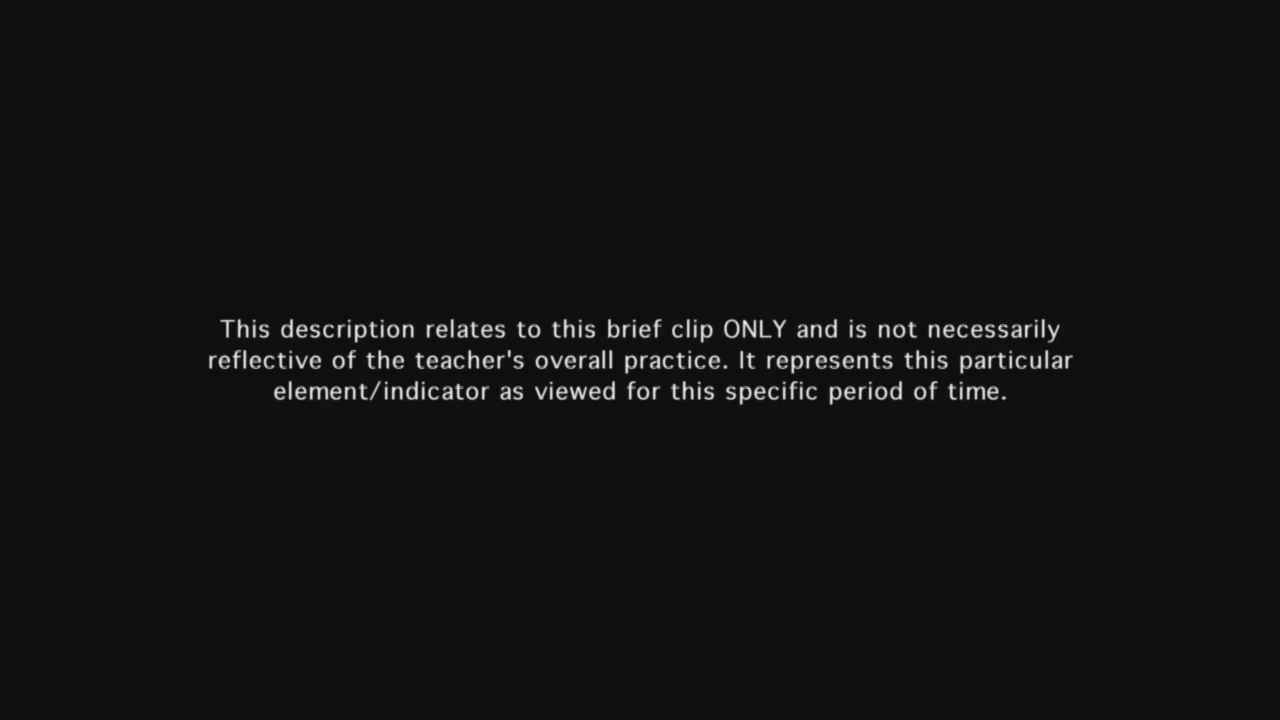 This description relates to this brief clip ONLY and is not necessarily
reflective of the teacher's overall practice. It represents this particular
element/indicator as viewed for this specific period of time.